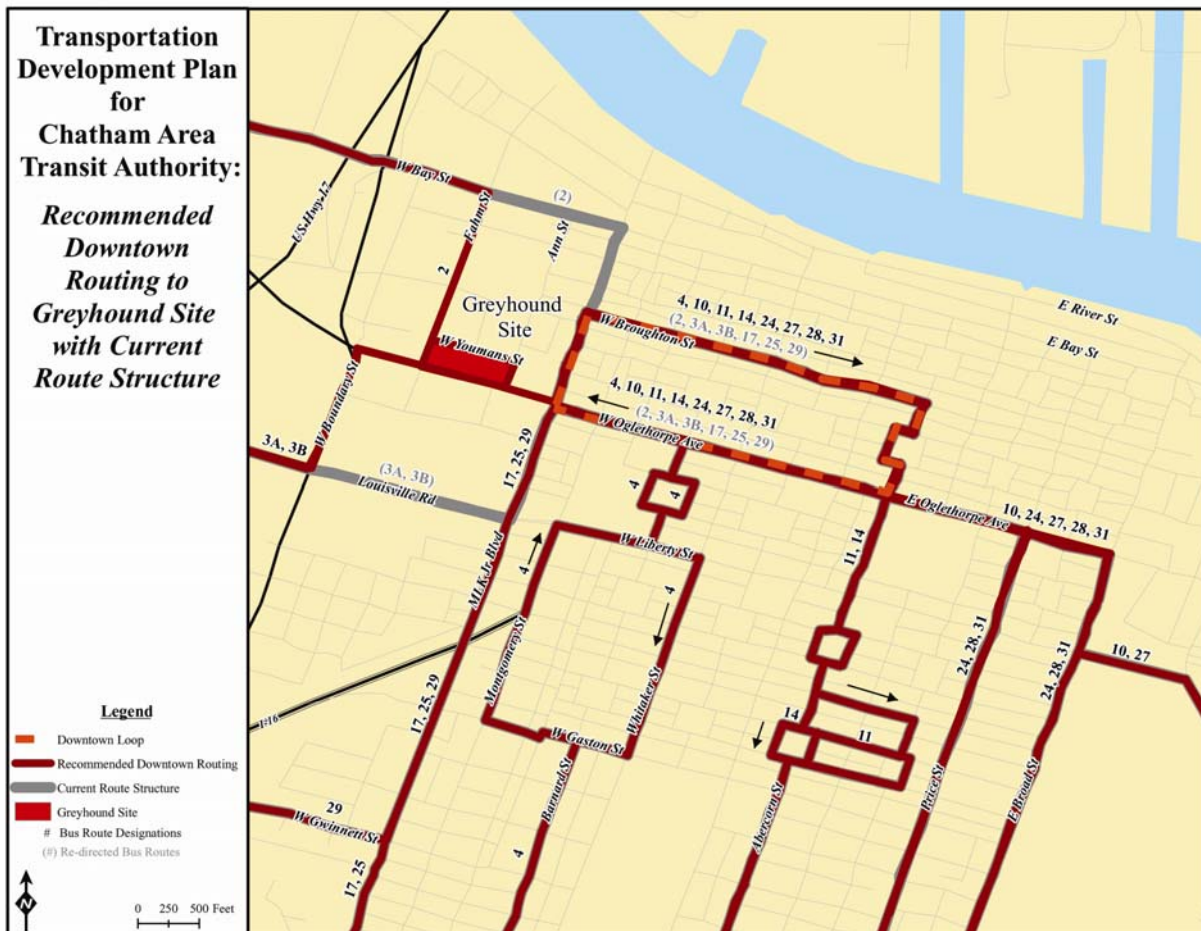 Transportation
Development Plan
for
Chatham Area
Transit Authority:
Recommended
Downtown
Routing to
Greyhound Site
with Current
Route Structure
Legend
Downtown Loop
Recommended Downtown Routing
Current Route Structure
Greyhound Site
# Bus Route Designations
(#) Re-directed Bus Routes
N
0 250 500 Feet
US Hwy 17
W Bay St
(2)
Fahm St
Ann St
2
Greyhound
Site
W Youmans St
4, 10, 11, 14, 24, 27, 28, 31
(2, 3A, 3B, 17, 25, 29)
W Broughton St
E River St
E Bay St
4, 10, 11, 14, 24, 27, 28, 31
(2, 3A, 3B, 17, 25, 29)
W Oglethorpe Ave
W Boundary St
3A, 3B
(3A, 3B)
Louisville Rd
17, 25, 29
4
4
E Oglethorpe Ave
10, 24, 27, 28, 31
11, 14
W Liberty St
MLK Jr Blvd
4
4
Montgomery St
Whitaker St
24, 28, 31
24, 28, 31
10, 27
I-16
17, 25, 29
W Gaston St
14
11
29
W Gwinnett St
17, 25
Barnard St
4
Abercorn St
Price St
E Broad St